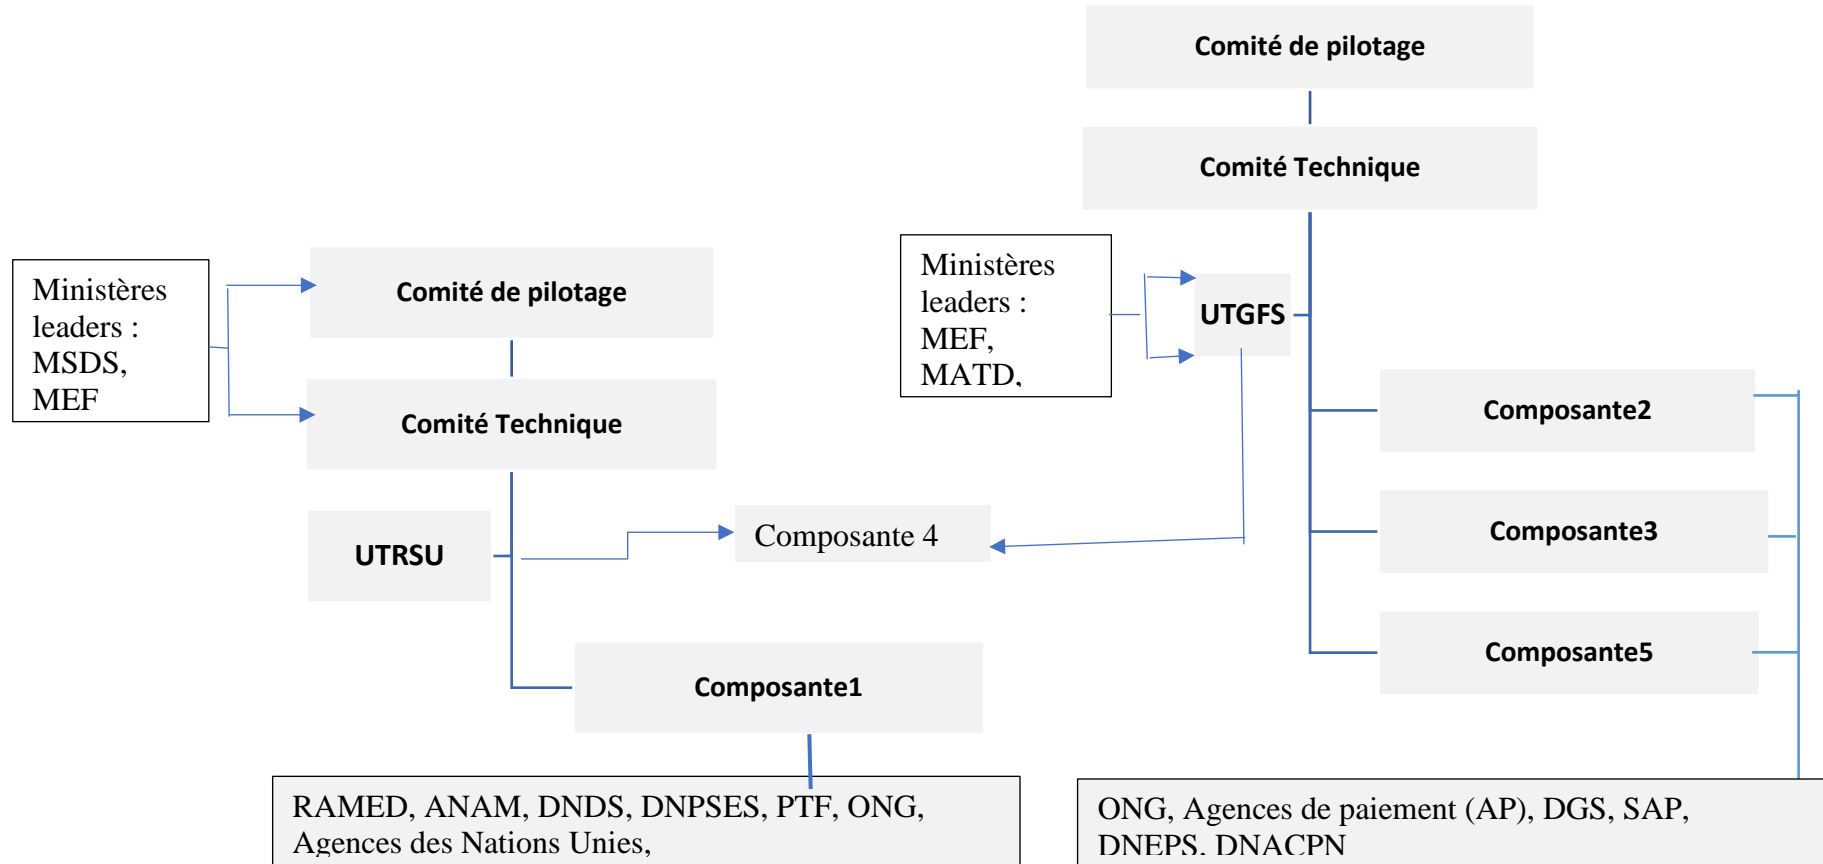 Comité de pilotage
Comité Technique
Ministères
leaders :
MEF,
MATD,
UTGFS
Ministères
leaders :
MSDS,
MEF
Comité de pilotage
Comité Technique
Composante2
Composante 4
Composante3
UTRSU
Composante5
Composante1
RAMED, ANAM, DNDS, DNPSES, PTF, ONG,
Agences des Nations Unies,
ONG, Agences de paiement (AP), DGS, SAP,
DNEPS, DNACPN